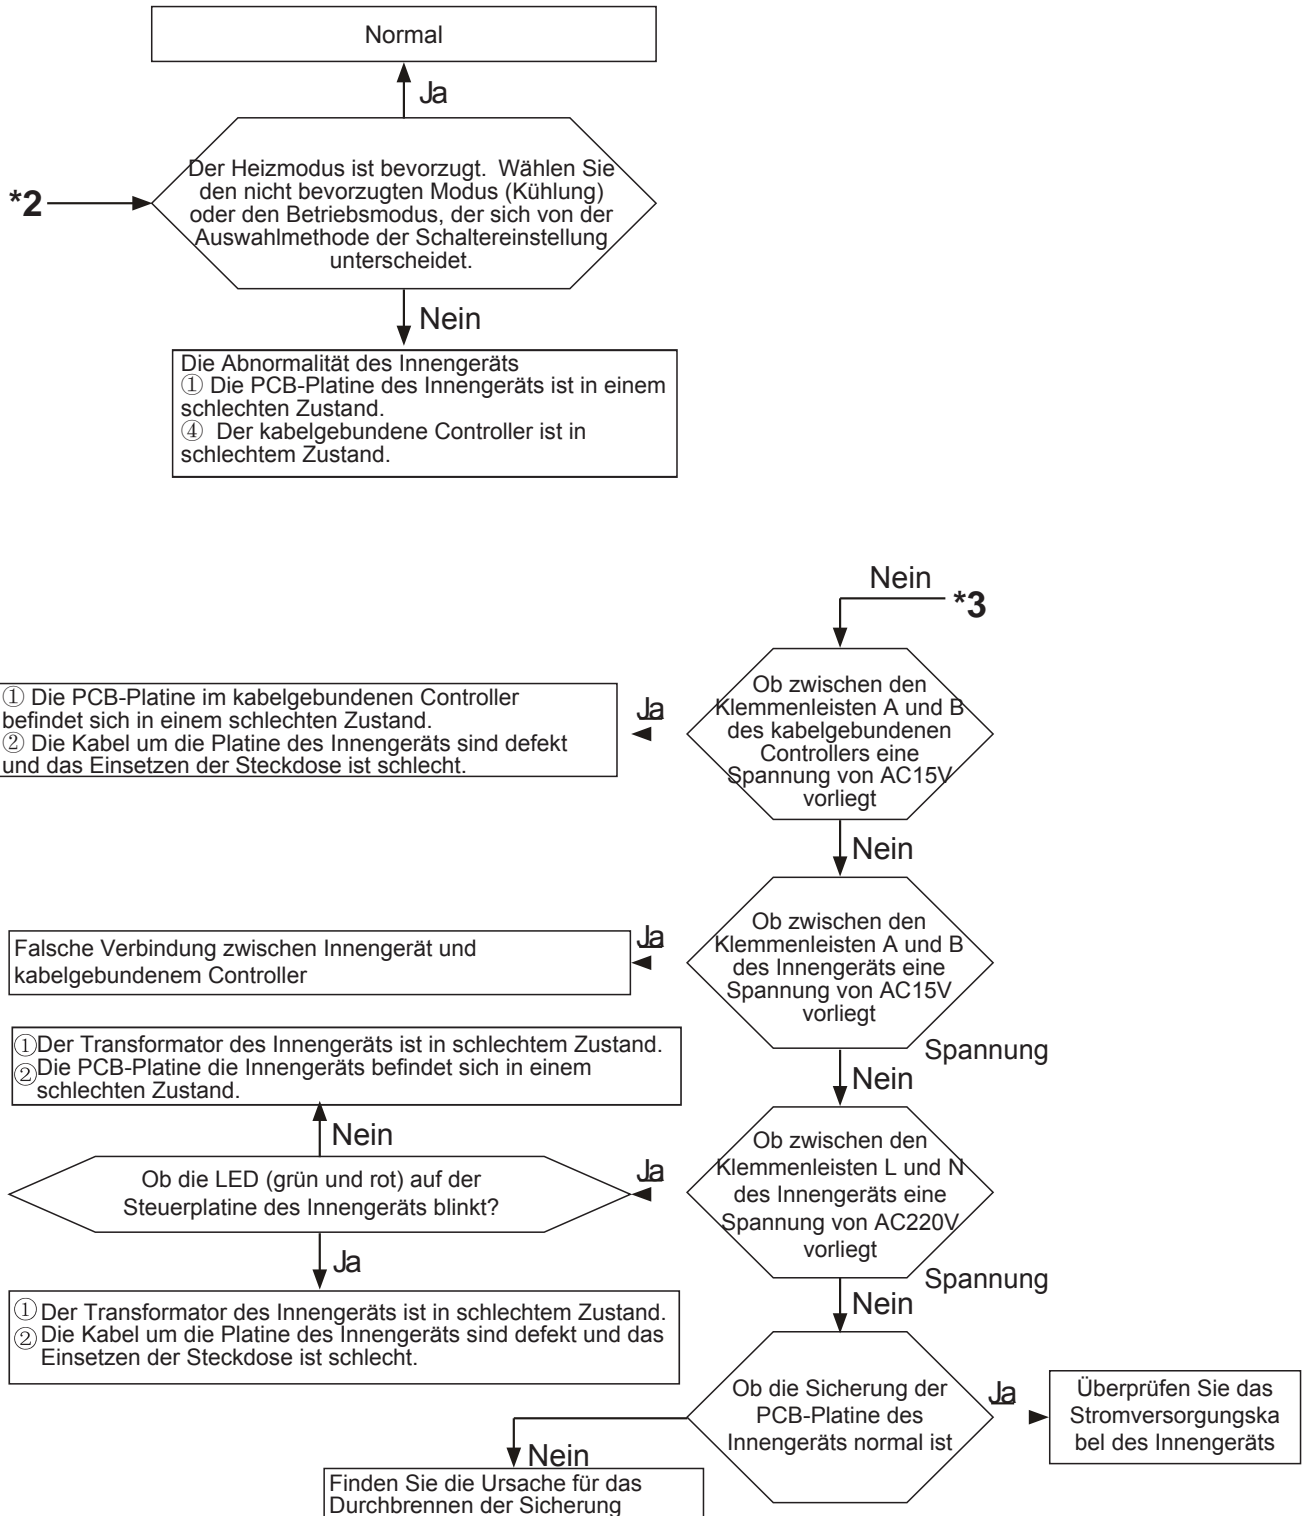 Normal
Ja
*2
Der Heizmodus ist bevorzugt. Wählen Sie
den nicht bevorzugten Modus (Kühlung)
oder den Betriebsmodus, der sich von der
Auswahlmethode der Schaltereinstellung
unterscheidet.
Nein
Die Abnormalität des Innengeräts
① Die PCB-Platine des Innengeräts ist in einem
schlechten Zustand.
④ Der kabelgebundene Controller ist in
schlechtem Zustand.
Nein
*3
Ob zwischen den
Klemmenleisten A und B
des kabelgebundenen
Controllers eine
Spannung von AC15V
vorliegt
Ja
① Die PCB-Platine im kabelgebundenen Controller
befindet sich in einem schlechten Zustand.
② Die Kabel um die Platine des Innengeräts sind defekt
und das Einsetzen der Steckdose ist schlecht.
Nein
Ob zwischen den
Klemmenleisten A und B
des Innengeräts eine
Spannung von AC15V
vorliegt
Ja
Falsche Verbindung zwischen Innengerät und
kabelgebundenem Controller
Spannung
Nein
Ob zwischen den
Klemmenleisten L und N
des Innengeräts eine
Spannung von AC220V
vorliegt
Ja
① Der Transformator des Innengeräts ist in schlechtem Zustand.
② Die PCB-Platine die Innengeräts befindet sich in einem
schlechten Zustand.
Nein
Ob die LED (grün und rot) auf der
Steuerplatine des Innengeräts blinkt?
Ja
① Der Transformator des Innengeräts ist in schlechtem Zustand.
② Die Kabel um die Platine des Innengeräts sind defekt und das
Einsetzen der Steckdose ist schlecht.
Spannung
Nein
Ob die Sicherung der
PCB-Platine des
Innengeräts normal ist
Ja
Überprüfen Sie das
Stromversorgungska
bel des Innengeräts
Nein
Finden Sie die Ursache für das
Durchbrennen der Sicherung